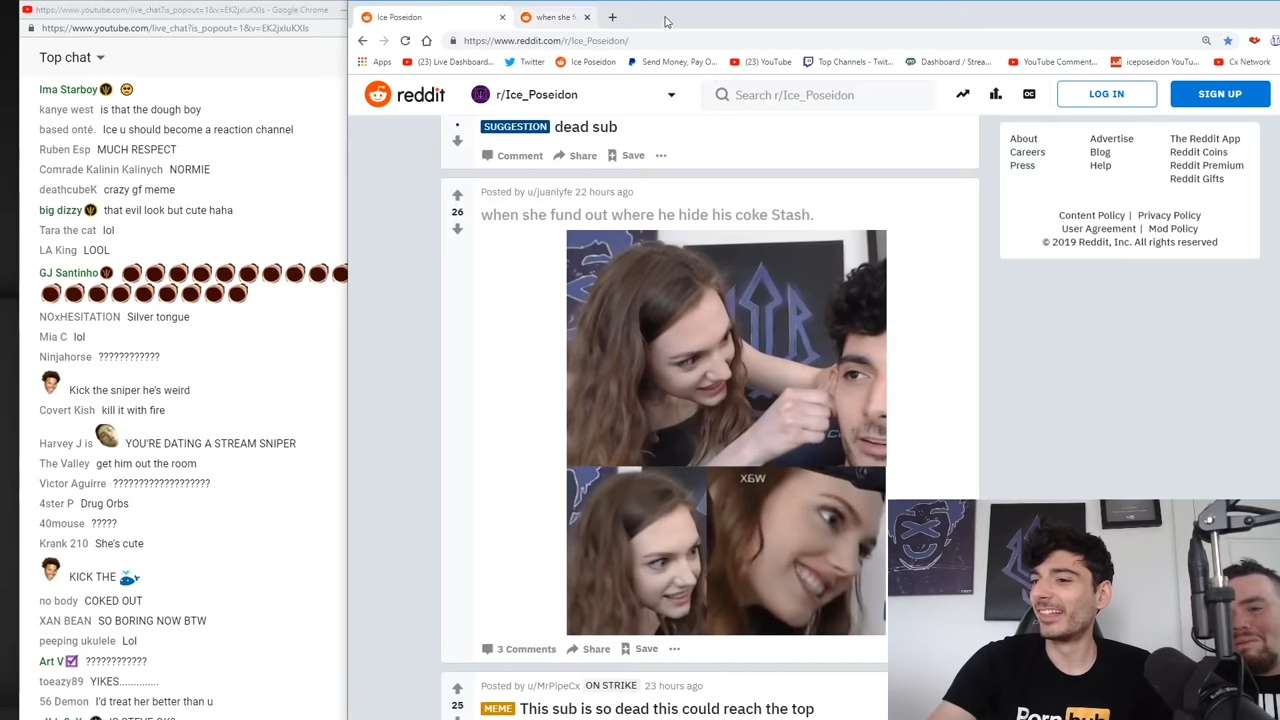 https://www.youtube.com/live_chat?is_popout=1&v=EK2jxIuKXIs - Google Chrome
https://www.youtube.com/live_chat?is_popout=1&v=EK2jxIuKXIs
Top chat
Ima Starboy
kanye west is that the dough boy
based onté. Ice u should become a reaction channel
Ruben Esp MUCH RESPECT
Comrade Kalinin Kalinych NORMIE
deathcubeK crazy gf meme
big dizzy that evil look but cute haha
Tara the cat lol
LA King LOOL
GJ Santinho
NOxHESITATION Silver tongue
Mia C lol
Ninjahorse ????????????
Kick the sniper he's weird
Covert Kish kill it with fire
Harvey J is YOU'RE DATING A STREAM SNIPER
The Valley get him out the room
Victor Aguirre ???????????????????
4ster P Drug Orbs
40mouse ?????
Krank 210 She's cute
KICK THE
no body COKED OUT
XAN BEAN SO BORING NOW BTW
peeping ukulele Lol
Art V ????????????
toeazy89 YIKES..............
56 Demon I'd treat her better than u
Ice Poseidon
when she f
https://www.reddit.com/r/Ice_Poseidon/
Apps (23) Live Dashboard... Twitter Ice Poseidon Send Money, Pay O... (23) YouTube Top Channels - Twit... Dashboard / Strea... YouTube Comment... iceposeidon YouTu... Cx Network
reddit r/Ice_Poseidon Search r/Ice_Poseidon LOG IN SIGN UP
SUGGESTION dead sub
Comment Share Save
Posted by u/juanlyfe 22 hours ago
26
when she fund out where he hide his coke Stash.
3 Comments Share Save
Posted by u/MrPipeCx ON STRIKE 23 hours ago
25
MEME This sub is so dead this could reach the top
About Advertise The Reddit App
Careers Blog Reddit Coins
Press Help Reddit Premium
Reddit Gifts
Content Policy | Privacy Policy
User Agreement | Mod Policy
© 2019 Reddit, Inc. All rights reserved
Porn hub